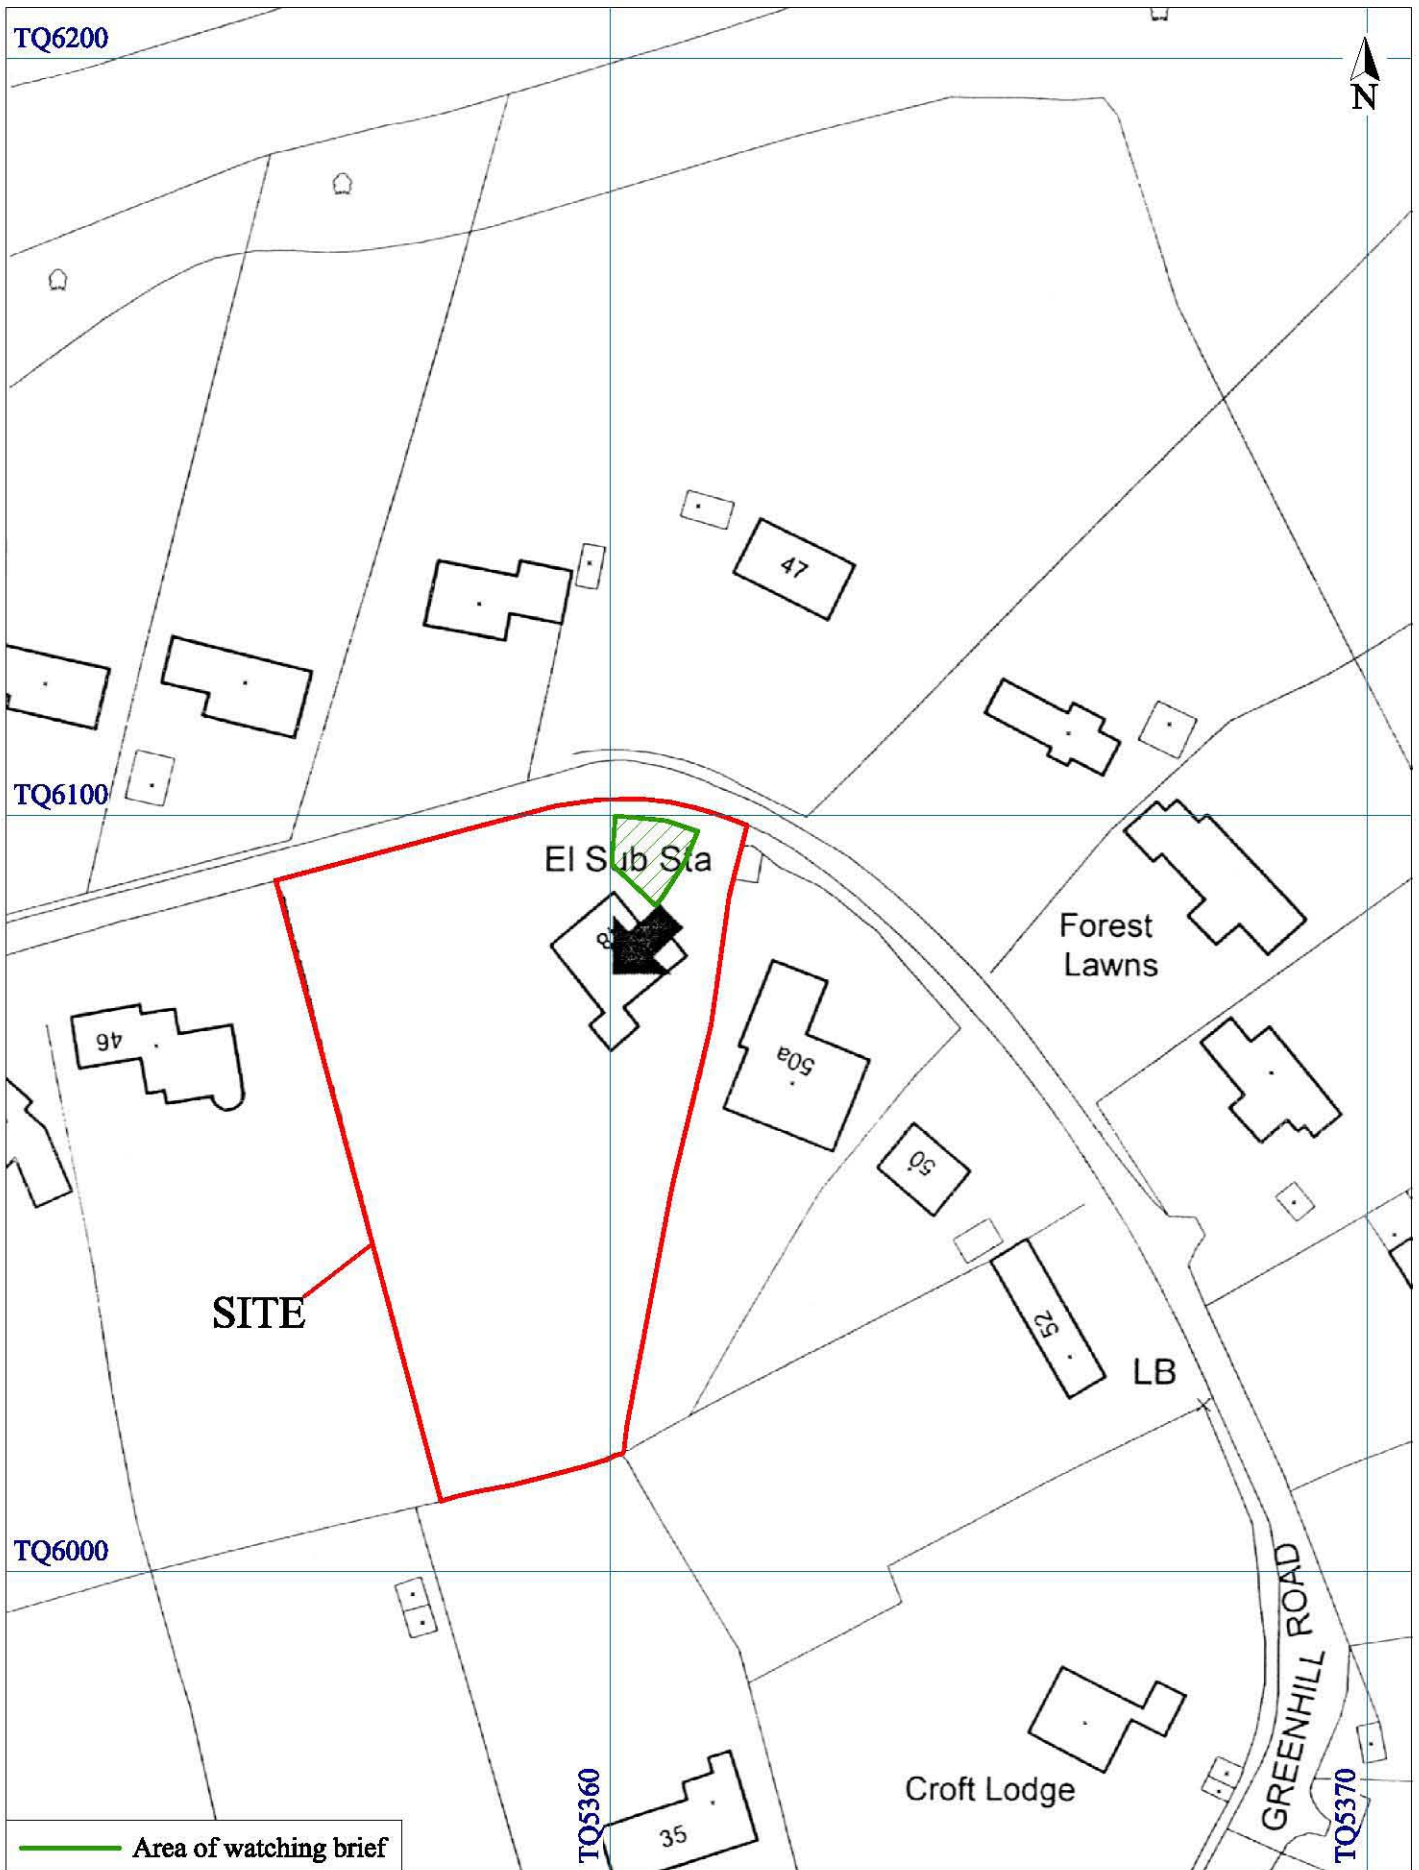 TQ6200
N
47
TQ6100
El Sub Sta
Forest
Lawns
46
50a
50
SITE
52
LB
TQ6000
GREENHILL ROAD
TQ5360
TQ5370
Croft Lodge
35
Area of watching brief